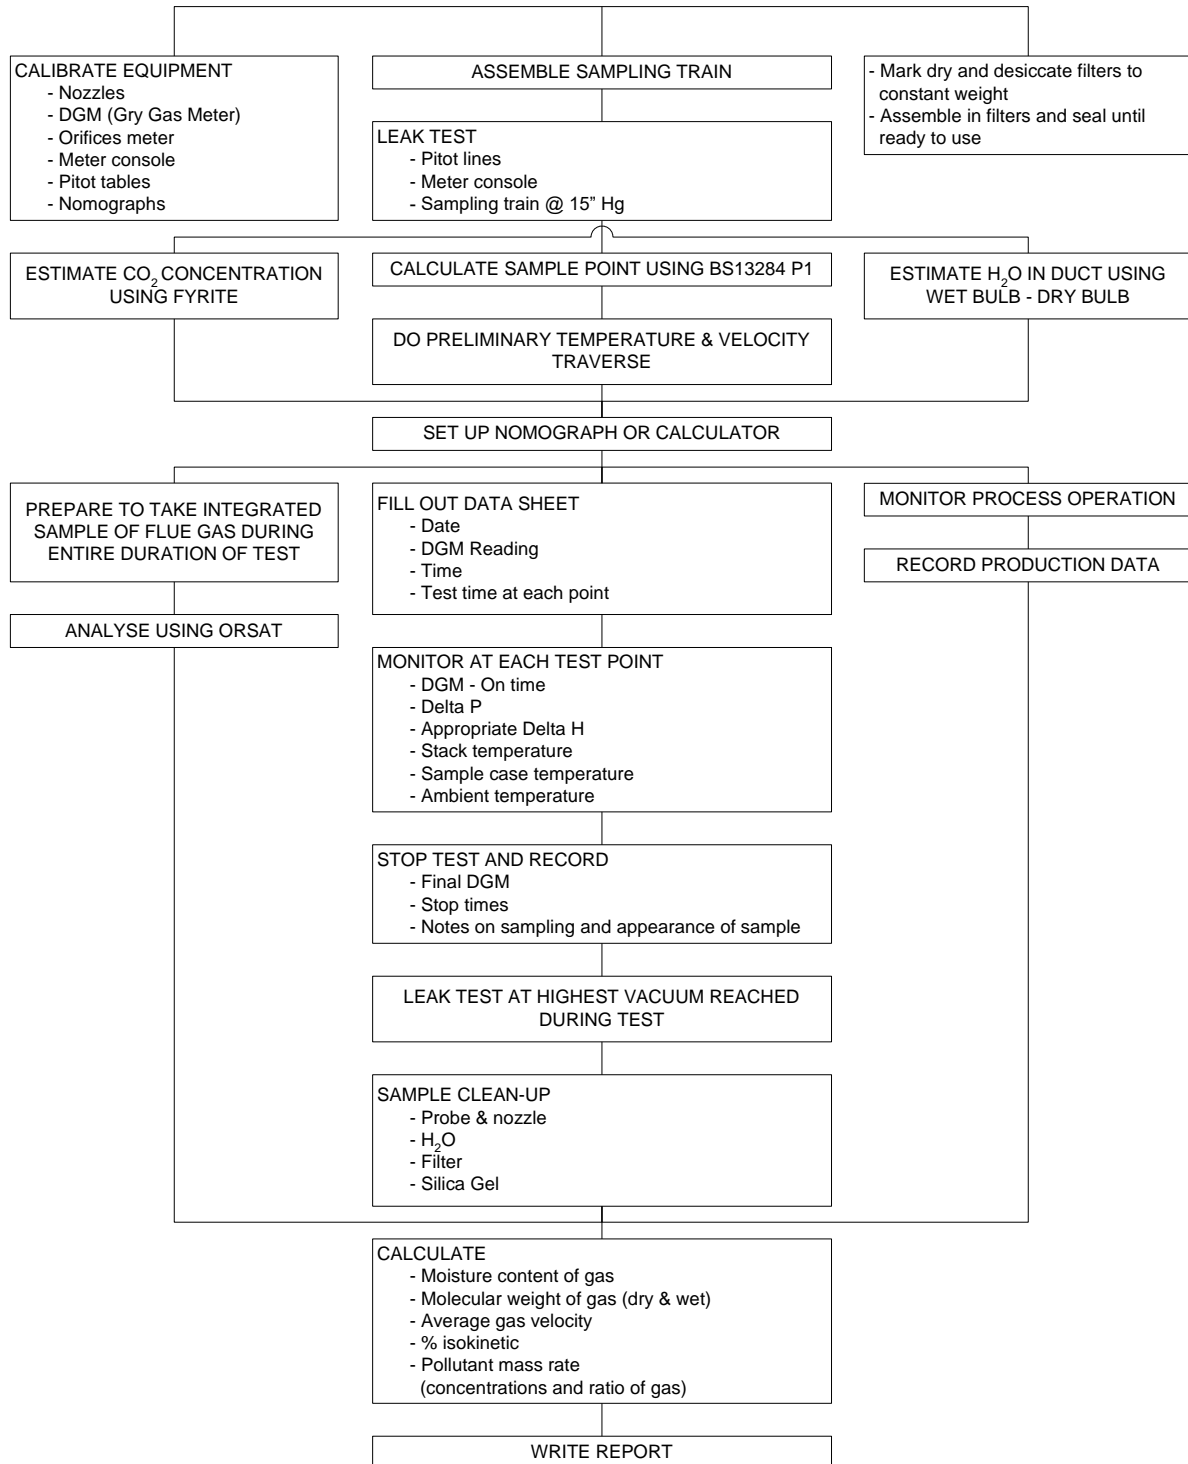 CALIBRATE EQUIPMENT
- Nozzles
- DGM (Gry Gas Meter)
- Orifices meter
- Meter console
- Pitot tables
- Nomographs
ASSEMBLE SAMPLING TRAIN
LEAK TEST
- Pitot lines
- Meter console
- Sampling train @ 15” Hg
- Mark dry and desiccate filters to
constant weight
- Assemble in filters and seal until
ready to use
ESTIMATE CO₂ CONCENTRATION
USING FYRITE
CALCULATE SAMPLE POINT USING BS13284 P1
DO PRELIMINARY TEMPERATURE & VELOCITY
TRAVERSE
ESTIMATE H₂O IN DUCT USING
WET BULB - DRY BULB
SET UP NOMOGRAPH OR CALCULATOR
PREPARE TO TAKE INTEGRATED
SAMPLE OF FLUE GAS DURING
ENTIRE DURATION OF TEST
ANALYSE USING ORSAT
FILL OUT DATA SHEET
- Date
- DGM Reading
- Time
- Test time at each point
MONITOR PROCESS OPERATION
RECORD PRODUCTION DATA
MONITOR AT EACH TEST POINT
- DGM - On time
- Delta P
- Appropriate Delta H
- Stack temperature
- Sample case temperature
- Ambient temperature
STOP TEST AND RECORD
- Final DGM
- Stop times
- Notes on sampling and appearance of sample
LEAK TEST AT HIGHEST VACUUM REACHED
DURING TEST
SAMPLE CLEAN-UP
- Probe & nozzle
- H₂O
- Filter
- Silica Gel
CALCULATE
- Moisture content of gas
- Molecular weight of gas (dry & wet)
- Average gas velocity
- % isokinetic
- Pollutant mass rate
(concentrations and ratio of gas)
WRITE REPORT